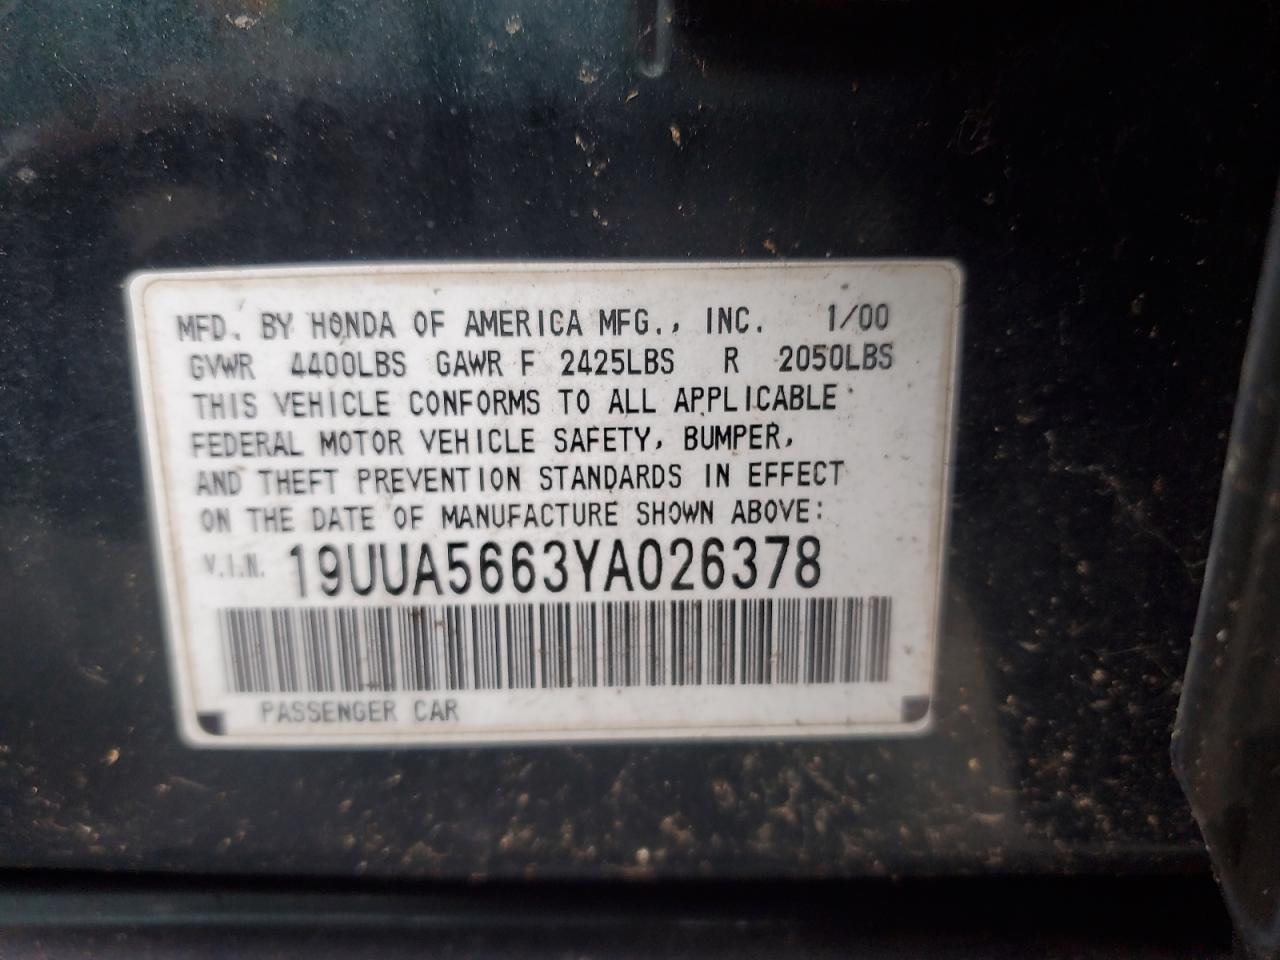 MFD. BY HONDA OF AMERICA MFG., INC. 1/00
GVWR 4400LBS GAWR F 2425LBS R 2050LBS
THIS VEHICLE CONFORMS TO ALL APPLICABLE
FEDERAL MOTOR VEHICLE SAFETY, BUMPER,
AND THEFT PREVENTION STANDARDS IN EFFECT
ON THE DATE OF MANUFACTURE SHOWN ABOVE:
V.I.N. 19UUA5663YA026378
PASSENGER CAR